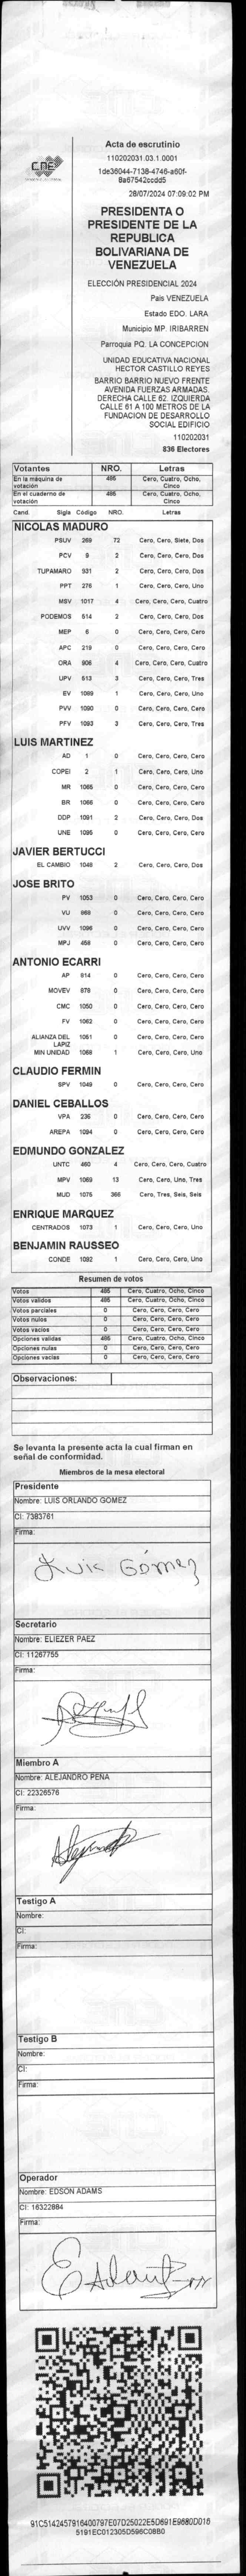 CNE
Acta de escrutinio
110202031.03.1.0001
1de36044-7138-4746-a60f-
8a67542ccdd5
28/07/2024 07:09:02 PM
PRESIDENTA O
PRESIDENTE DE LA
REPUBLICA
BOLIVARIANA DE
VENEZUELA
ELECCIÓN PRESIDENCIAL 2024
País VENEZUELA
Estado EDO. LARA
Municipio MP. IRIBARREN
Parroquia PQ. LA CONCEPCION
UNIDAD EDUCATIVA NACIONAL
HECTOR CASTILLO REYES
BARRIO BARRIO NUEVO FRENTE
AVENIDA FUERZAS ARMADAS.
DERECHA CALLE 62. IZQUIERDA
CALLE 61 A 100 METROS DE LA
FUNDACION DE DESARROLLO
SOCIAL EDIFICIO
110202031
836 Electores
Votantes NRO. Letras
En la máquina de votación 485 Cero, Cuatro, Ocho, Cinco
En el cuaderno de votación 485 Cero, Cuatro, Ocho, Cinco
Cand. Sigla Código NRO. Letras
NICOLAS MADURO
PSUV 269 72 Cero, Cero, Siete, Dos
PCV 9 2 Cero, Cero, Cero, Dos
TUPAMARO 931 2 Cero, Cero, Cero, Dos
PPT 276 1 Cero, Cero, Cero, Uno
MSV 1017 4 Cero, Cero, Cero, Cuatro
PODEMOS 514 2 Cero, Cero, Cero, Dos
MEP 6 0 Cero, Cero, Cero, Cero
APC 219 0 Cero, Cero, Cero, Cero
ORA 906 4 Cero, Cero, Cero, Cuatro
UPV 513 3 Cero, Cero, Cero, Tres
EV 1089 1 Cero, Cero, Cero, Uno
PVV 1090 0 Cero, Cero, Cero, Cero
PFV 1093 3 Cero, Cero, Cero, Tres
LUIS MARTINEZ
AD 1 0 Cero, Cero, Cero, Cero
COPEI 2 1 Cero, Cero, Cero, Uno
MR 1065 0 Cero, Cero, Cero, Cero
BR 1066 0 Cero, Cero, Cero, Cero
DDP 1091 2 Cero, Cero, Cero, Dos
UNE 1095 0 Cero, Cero, Cero, Cero
JAVIER BERTUCCI
EL CAMBIO 1048 2 Cero, Cero, Cero, Dos
JOSE BRITO
PV 1053 0 Cero, Cero, Cero, Cero
VU 968 0 Cero, Cero, Cero, Cero
UVV 1096 0 Cero, Cero, Cero, Cero
MPJ 458 0 Cero, Cero, Cero, Cero
ANTONIO ECARRI
AP 814 0 Cero, Cero, Cero, Cero
MOVEV 878 0 Cero, Cero, Cero, Cero
CMC 1050 0 Cero, Cero, Cero, Cero
FV 1062 0 Cero, Cero, Cero, Cero
ALIANZA DEL LAPIZ 1051 0 Cero, Cero, Cero, Cero
MIN UNIDAD 1088 1 Cero, Cero, Cero, Uno
CLAUDIO FERMIN
SPV 1049 0 Cero, Cero, Cero, Cero
DANIEL CEBALLOS
VPA 236 0 Cero, Cero, Cero, Cero
AREPA 1094 0 Cero, Cero, Cero, Cero
EDMUNDO GONZALEZ
UNTC 460 4 Cero, Cero, Cero, Cuatro
MPV 1069 13 Cero, Cero, Uno, Tres
MUD 1075 366 Cero, Tres, Seis, Seis
ENRIQUE MARQUEZ
CENTRADOS 1073 1 Cero, Cero, Cero, Uno
BENJAMIN RAUSSEO
CONDE 1092 1 Cero, Cero, Cero, Uno
Resumen de votos
Votos 485 Cero, Cuatro, Ocho, Cinco
Votos validos 485 Cero, Cuatro, Ocho, Cinco
Votos parciales 0 Cero, Cero, Cero, Cero
Votos nulos 0 Cero, Cero, Cero, Cero
Votos vacios 0 Cero, Cero, Cero, Cero
Opciones validas 485 Cero, Cuatro, Ocho, Cinco
Opciones nulas 0 Cero, Cero, Cero, Cero
Opciones vacias 0 Cero, Cero, Cero, Cero
Observaciones:
Se levanta la presente acta la cual firman en
señal de conformidad.
Miembros de la mesa electoral
Presidente
Nombre: LUIS ORLANDO GOMEZ
CI: 7383761
Firma:
Luis Gómez
Secretario
Nombre: ELIEZER PAEZ
CI: 11267755
Firma:
Miembro A
Nombre: ALEJANDRO PENA
CI: 22326576
Firma:
Testigo A
Nombre:
CI:
Firma:
Testigo B
Nombre:
CI:
Firma:
Operador
Nombre: EDSON ADAMS
CI: 16322884
Firma:
91C5142457916400797E07D25022E5D691E9680D016
5191EC012305D596C08B0